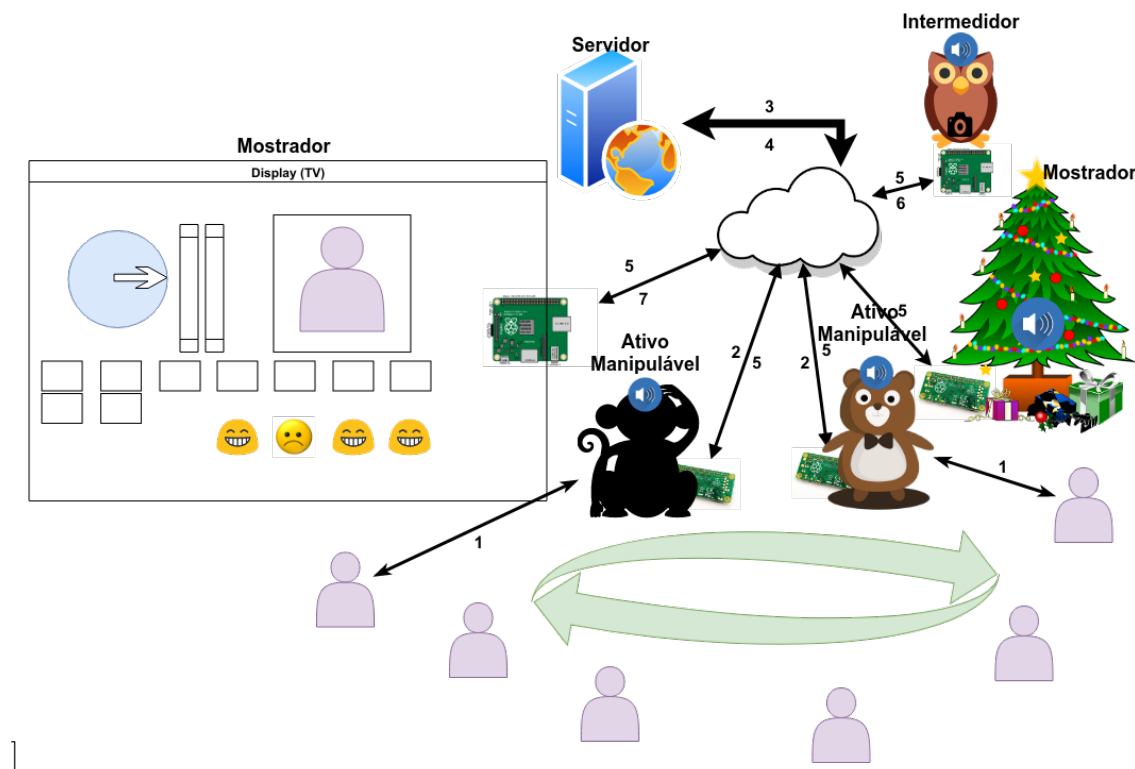 Intermedidor
Servidor
3
4
Mostrador
Display (TV)
5
6
Mostrador
5
7
Ativo
Manipulável
5
Ativo
Manipulável
2
5
2
5
1
1